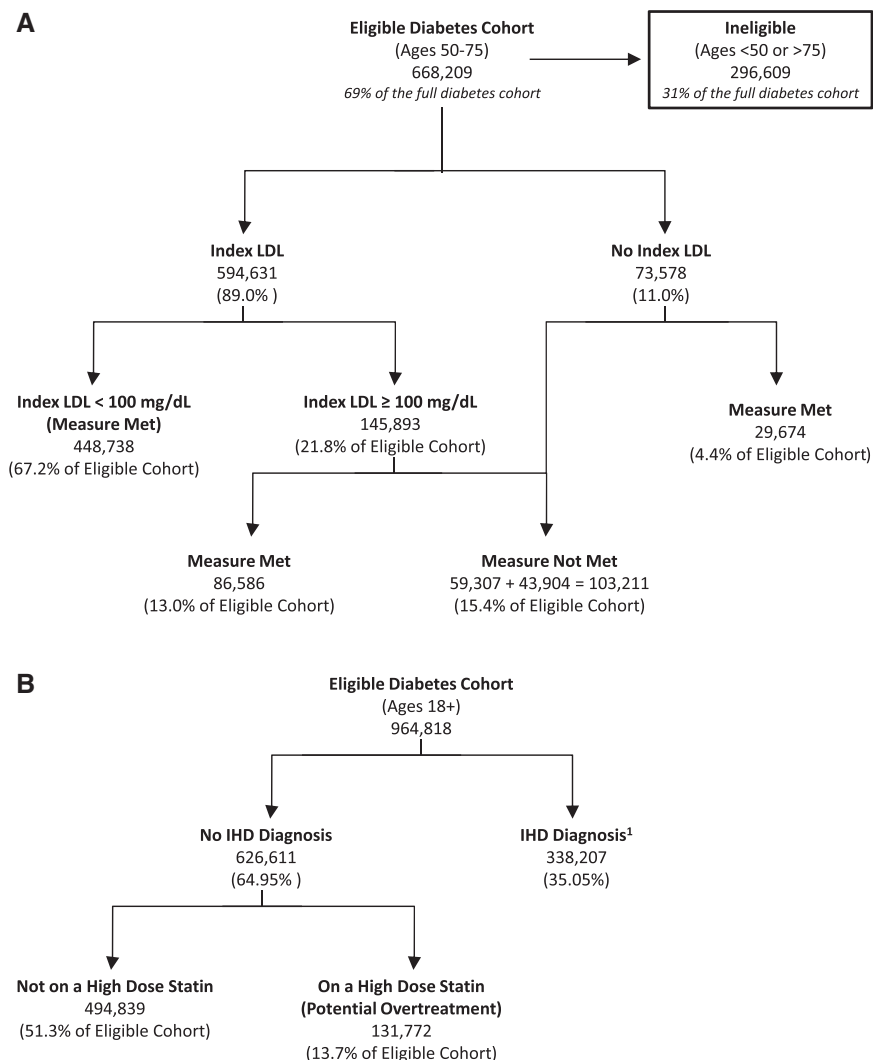 A
Eligible Diabetes Cohort
(Ages 50-75)
668,209
69% of the full diabetes cohort
Ineligible
(Ages <50 or >75)
296,609
31% of the full diabetes cohort
Index LDL
594,631
(89.0% )
No Index LDL
73,578
(11.0%)
Index LDL < 100 mg/dL
(Measure Met)
448,738
(67.2% of Eligible Cohort)
Index LDL ≥ 100 mg/dL
145,893
(21.8% of Eligible Cohort)
Measure Met
29,674
(4.4% of Eligible Cohort)
Measure Met
86,586
(13.0% of Eligible Cohort)
Measure Not Met
59,307 + 43,904 = 103,211
(15.4% of Eligible Cohort)
B
Eligible Diabetes Cohort
(Ages 18+)
964,818
No IHD Diagnosis
626,611
(64.95% )
IHD Diagnosis¹
338,207
(35.05%)
Not on a High Dose Statin
494,839
(51.3% of Eligible Cohort)
On a High Dose Statin
(Potential Overtreatment)
131,772
(13.7% of Eligible Cohort)